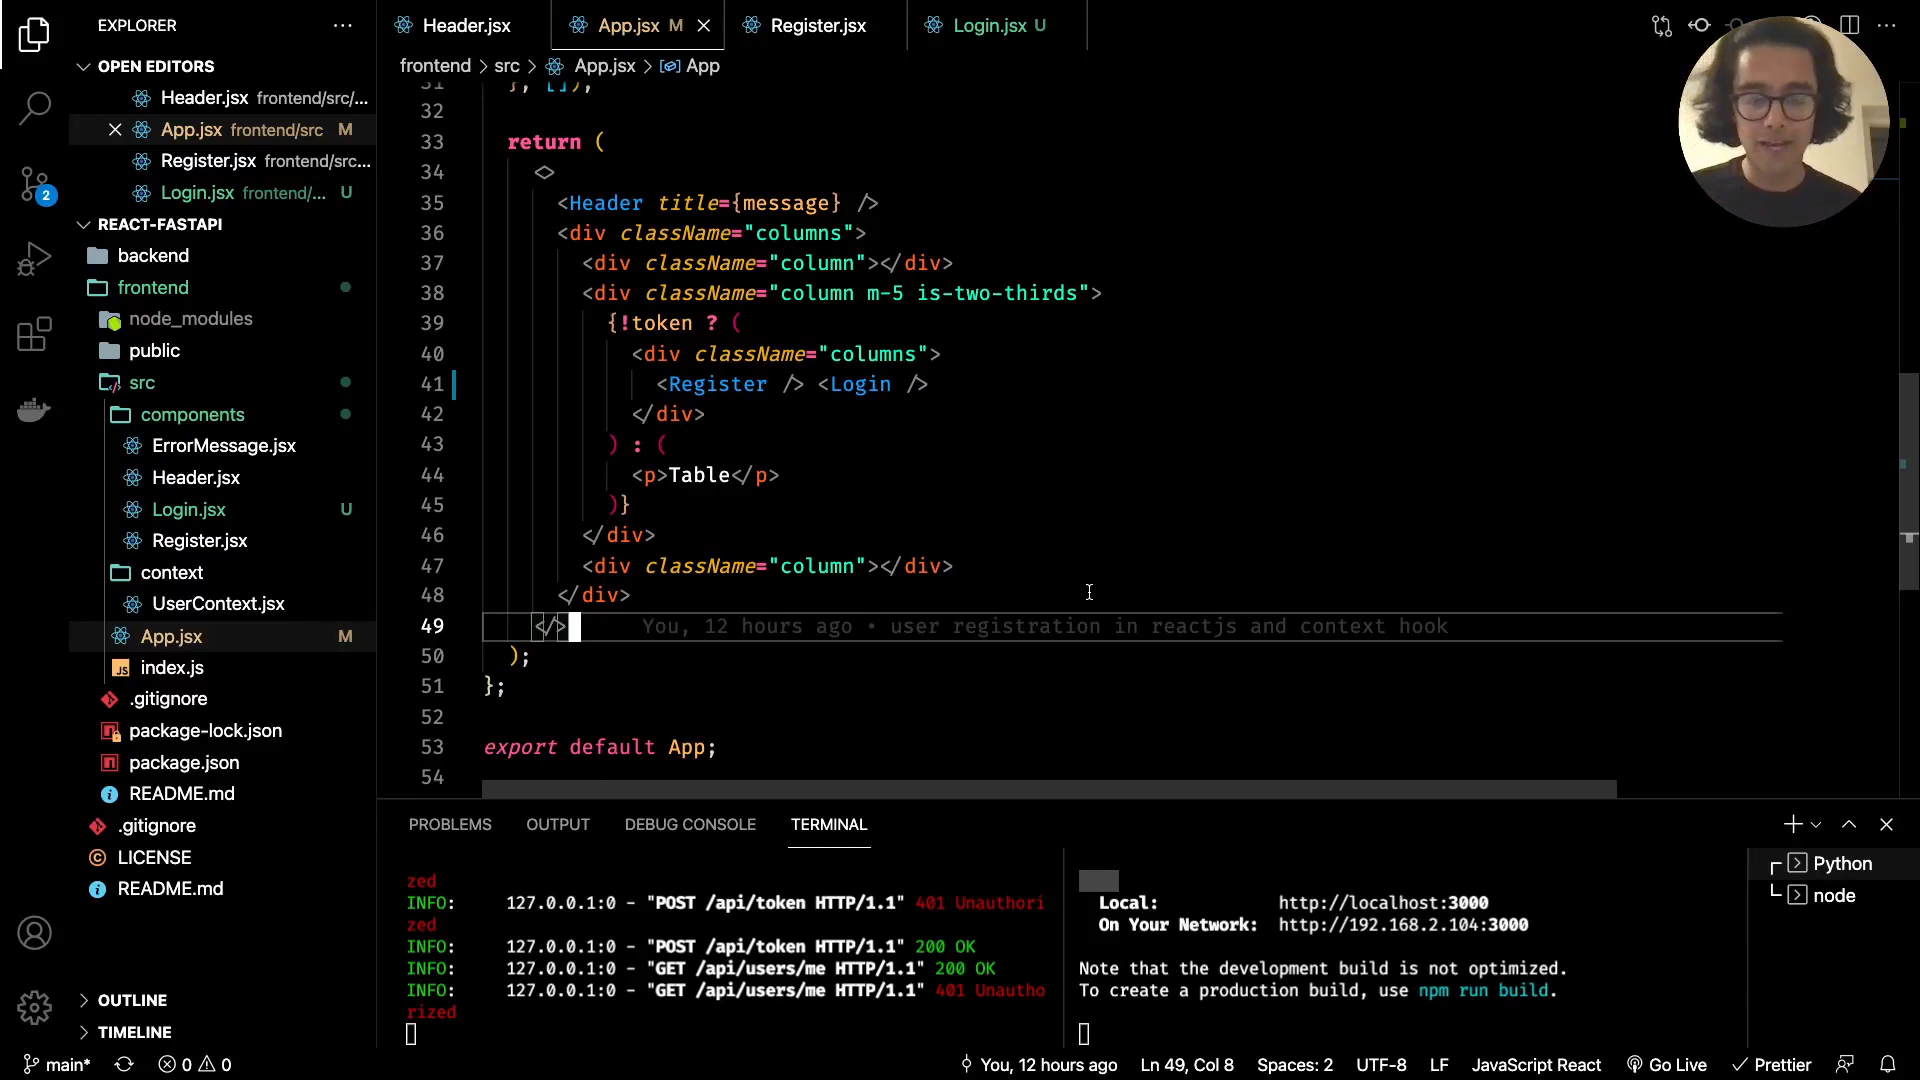 EXPLORER
OPEN EDITORS
Header.jsx frontend/src/...
App.jsx frontend/src M
Register.jsx frontend/src...
Login.jsx frontend/... U
REACT-FASTAPI
backend
frontend
node_modules
public
src
components
ErrorMessage.jsx
Header.jsx
Login.jsx U
Register.jsx
context
UserContext.jsx
App.jsx M
index.js
.gitignore
package-lock.json
package.json
README.md
.gitignore
LICENSE
README.md
OUTLINE
TIMELINE
2
Header.jsx
App.jsx M
Register.jsx
Login.jsx U
frontend > src > App.jsx > App
31 }, []);
32
33 return (
34 <>
35 <Header title={message} />
36 <div className="columns">
37 <div className="column"></div>
38 <div className="column m-5 is-two-thirds">
39 {!token ? (
40 <div className="columns">
41 <Register /> <Login />
42 </div>
43 ) : (
44 <p>Table</p>
45 )}
46 </div>
47 <div className="column"></div>
48 </div>
49 </> You, 12 hours ago • user registration in reactjs and context hook
50 );
51 };
52
53 export default App;
54
PROBLEMS OUTPUT DEBUG CONSOLE TERMINAL
zed
INFO: 127.0.0.1:0 - "POST /api/token HTTP/1.1" 401 Unauthori
zed
INFO: 127.0.0.1:0 - "POST /api/token HTTP/1.1" 200 OK
INFO: 127.0.0.1:0 - "GET /api/users/me HTTP/1.1" 200 OK
INFO: 127.0.0.1:0 - "GET /api/users/me HTTP/1.1" 401 Unautho
rized
Local: http://localhost:3000
On Your Network: http://192.168.2.104:3000
Note that the development build is not optimized.
To create a production build, use npm run build.
Python
node
main* 0 0 You, 12 hours ago Ln 49, Col 8 Spaces: 2 UTF-8 LF JavaScript React Go Live Prettier